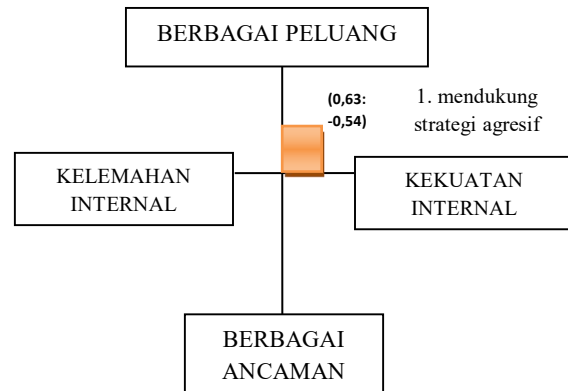 BERBAGAI PELUANG
(0,63:
-0,54)
1. mendukung
strategi agresif
KELEMAHAN
INTERNAL
KEKUATAN
INTERNAL
BERBAGAI
ANCAMAN